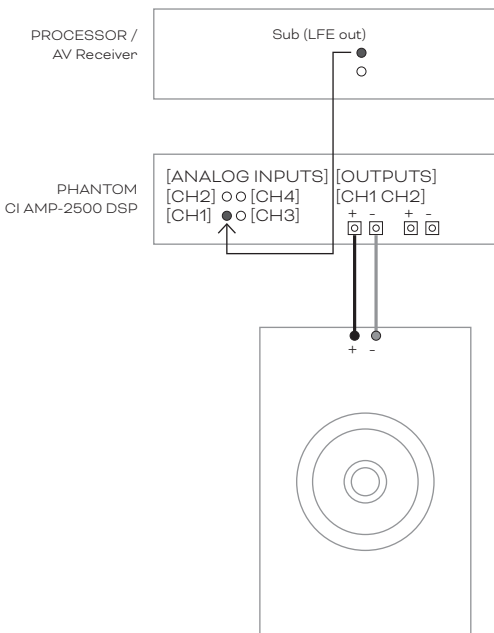 PROCESSOR /
AV Receiver
Sub (LFE out)
PHANTOM
CI AMP-2500 DSP
[ANALOG INPUTS] [OUTPUTS]
[CH2] [CH4] [CH1 CH2]
[CH1] [CH3]
+ - + -
+ -